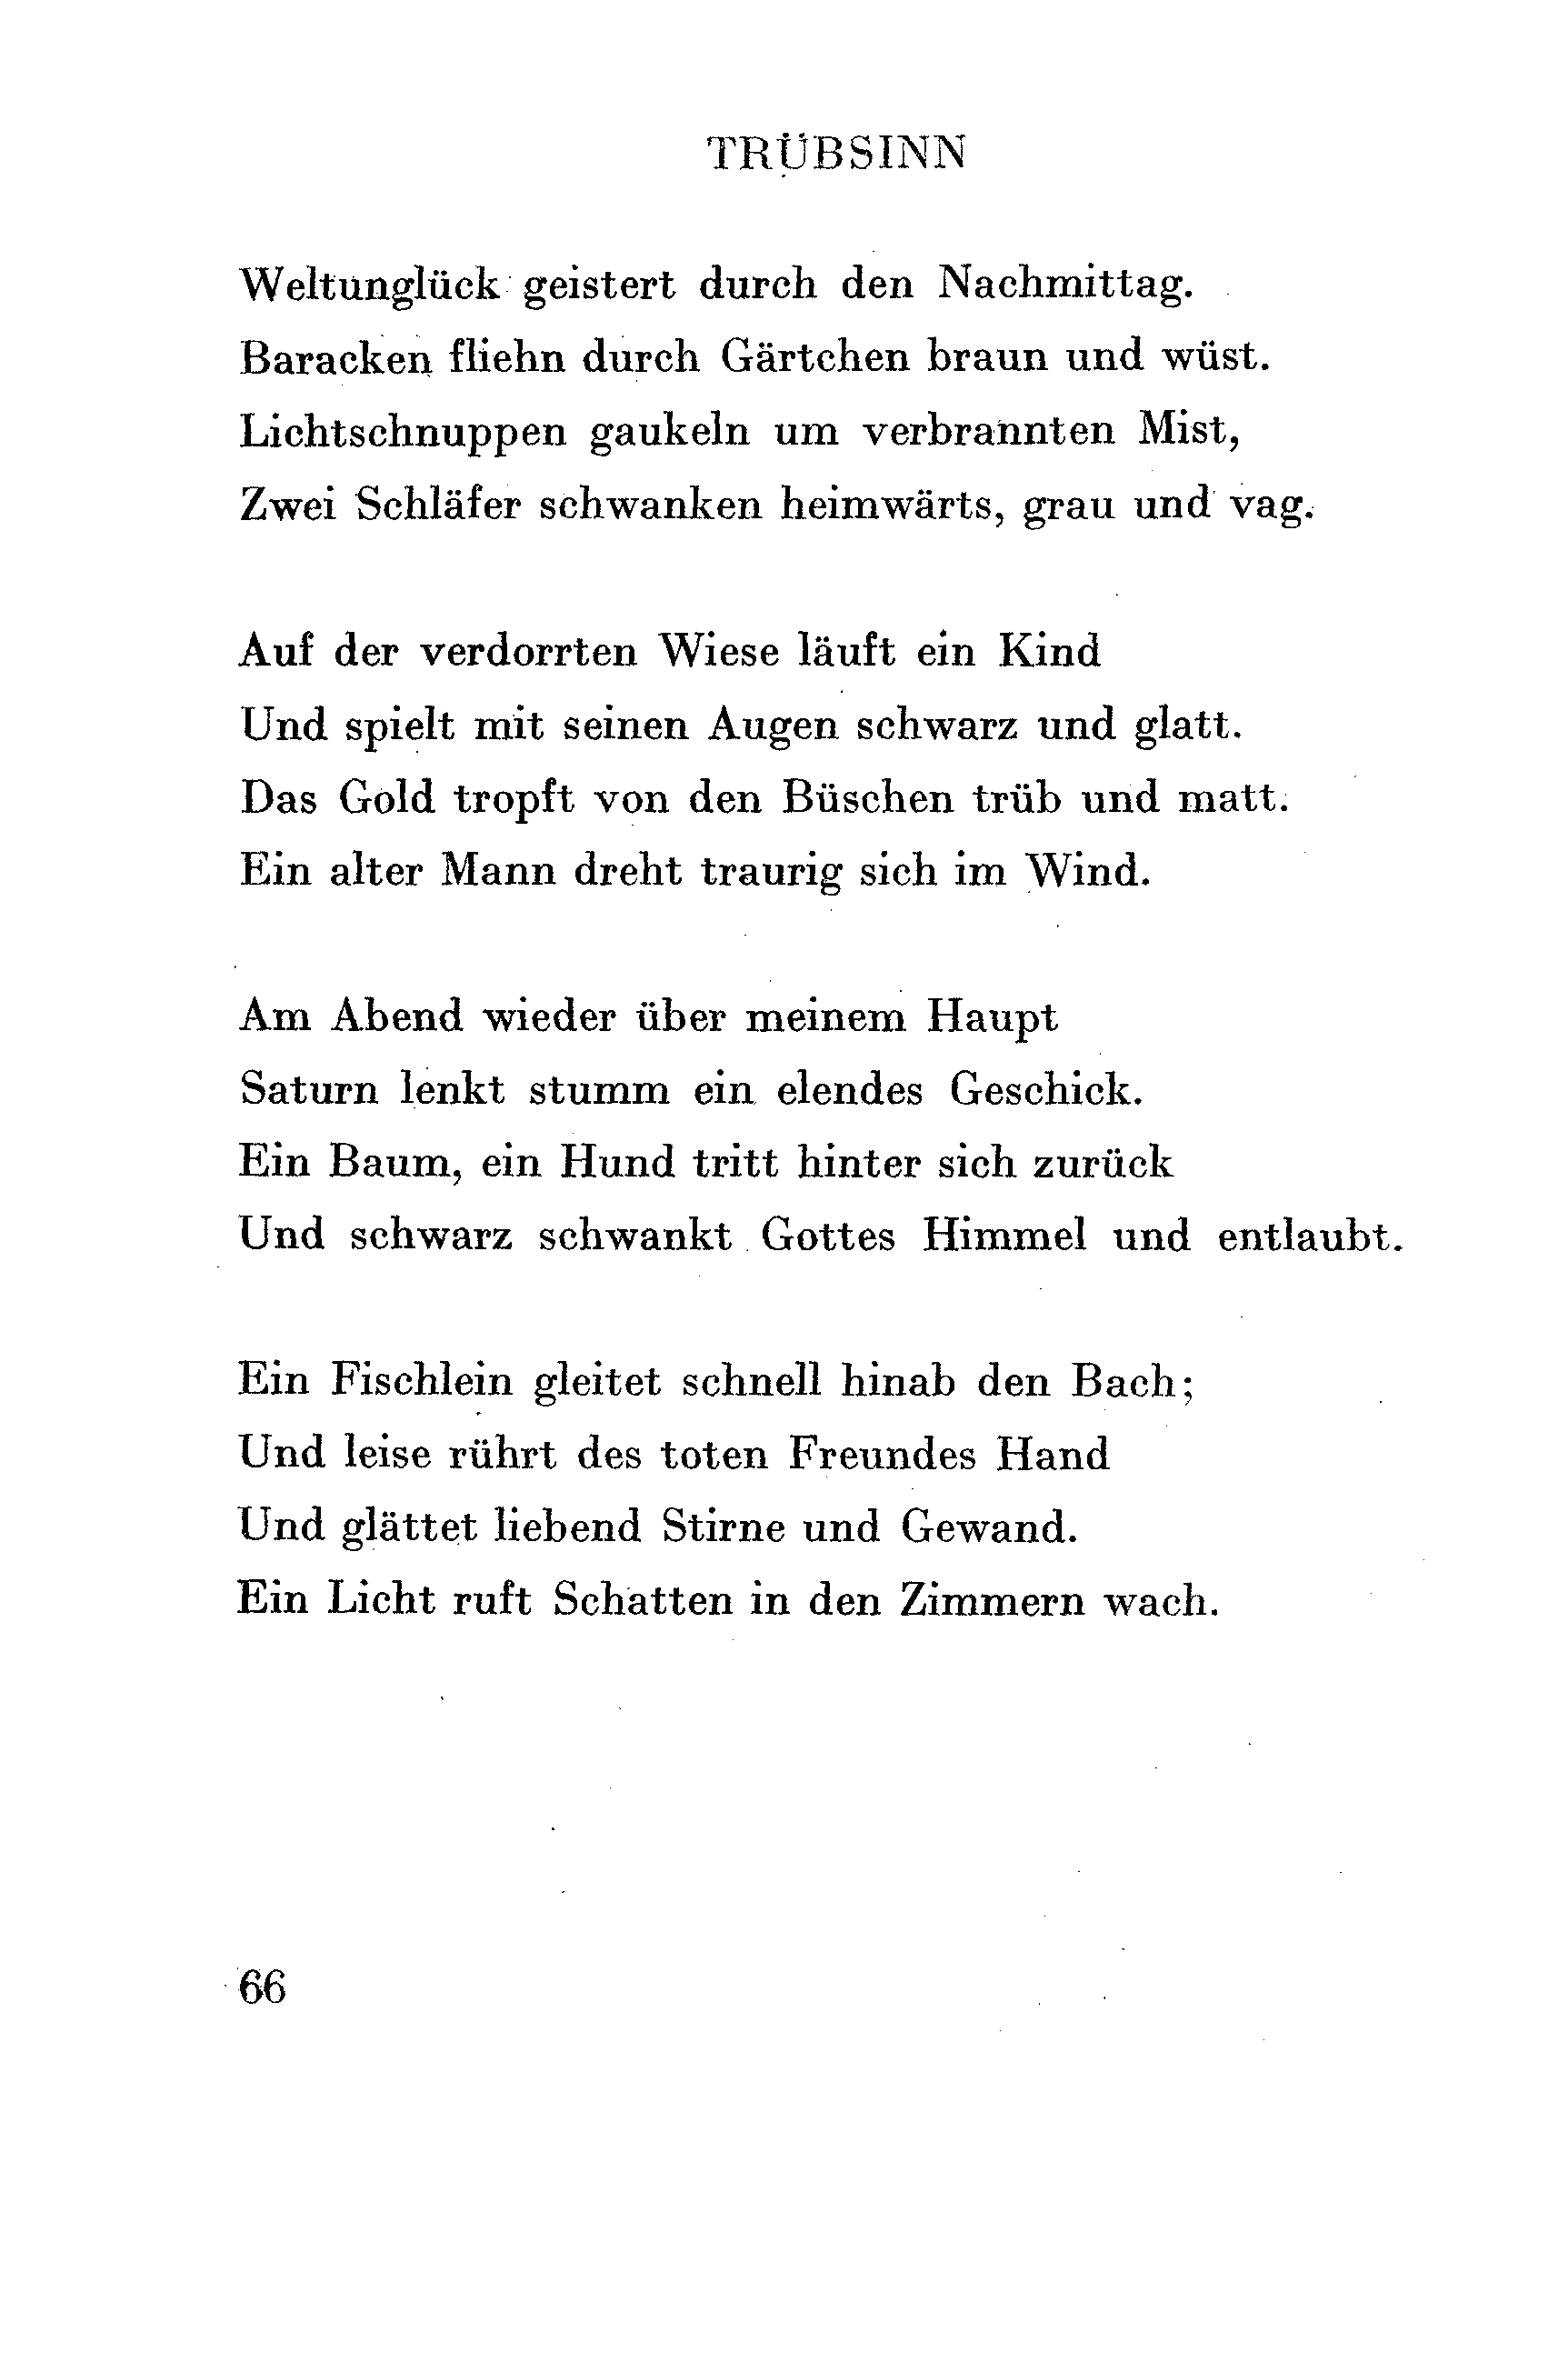 TRÜBSINN
Weltunglück geistert durch den Nachmittag.
Baracken fliehn durch Gärtchen braun und wüst.
Lichtschnuppen gaukeln um verbrannten Mist,
Zwei Schläfer schwanken heimwärts, grau und vag.
Auf der verdorrten Wiese läuft ein Kind
Und spielt mit seinen Augen schwarz und glatt.
Das Gold tropft von den Büschen trüb und matt.
Ein alter Mann dreht traurig sich im Wind.
Am Abend wieder über meinem Haupt
Saturn lenkt stumm ein elendes Geschick.
Ein Baum, ein Hund tritt hinter sich zurück
Und schwarz schwankt Gottes Himmel und entlaubt.
Ein Fischlein gleitet schnell hinab den Bach;
Und leise rührt des toten Freundes Hand
Und glättet liebend Stirne und Gewand.
Ein Licht ruft Schatten in den Zimmern wach.
66